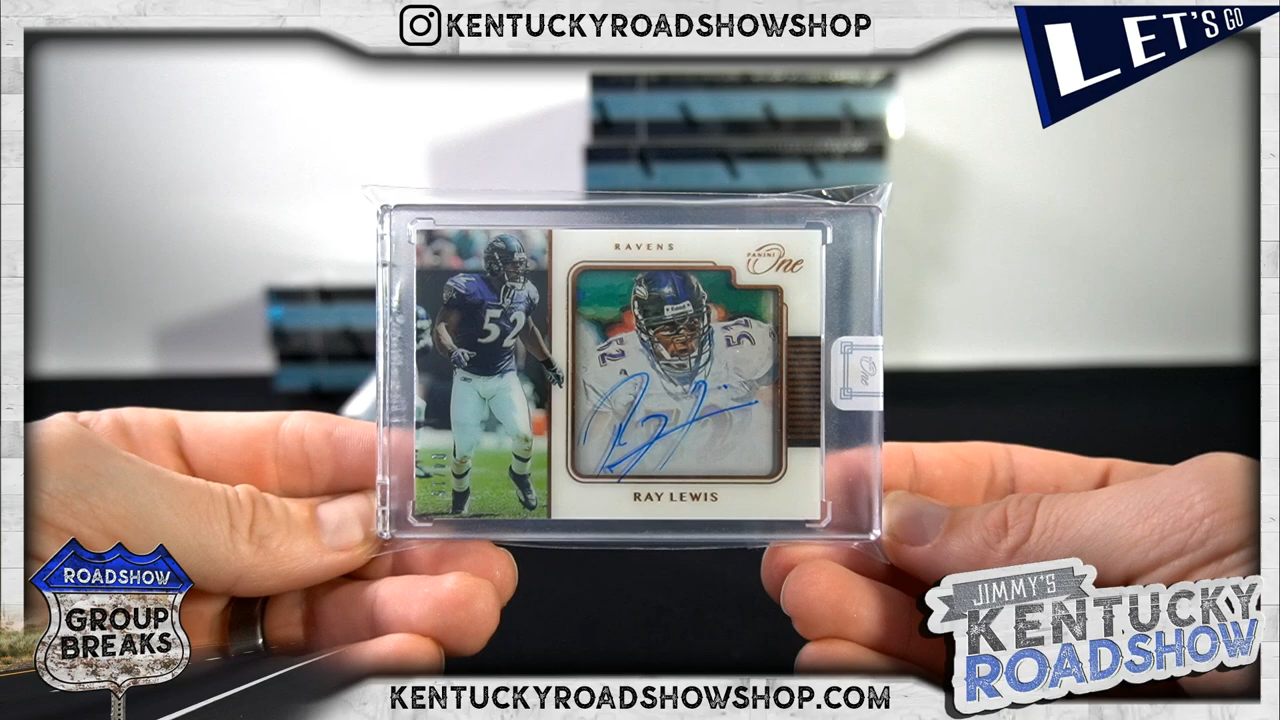 KENTUCKYROADSHOWSHOP
LET'S GO
RAVENS
PANINI
One
52
52
52
One
RAY LEWIS
ROADSHOW
GROUP
BREAKS
JIMMY'S
KENTUCKY
ROADSHOW
KENTUCKYROADSHOWSHOP.COM